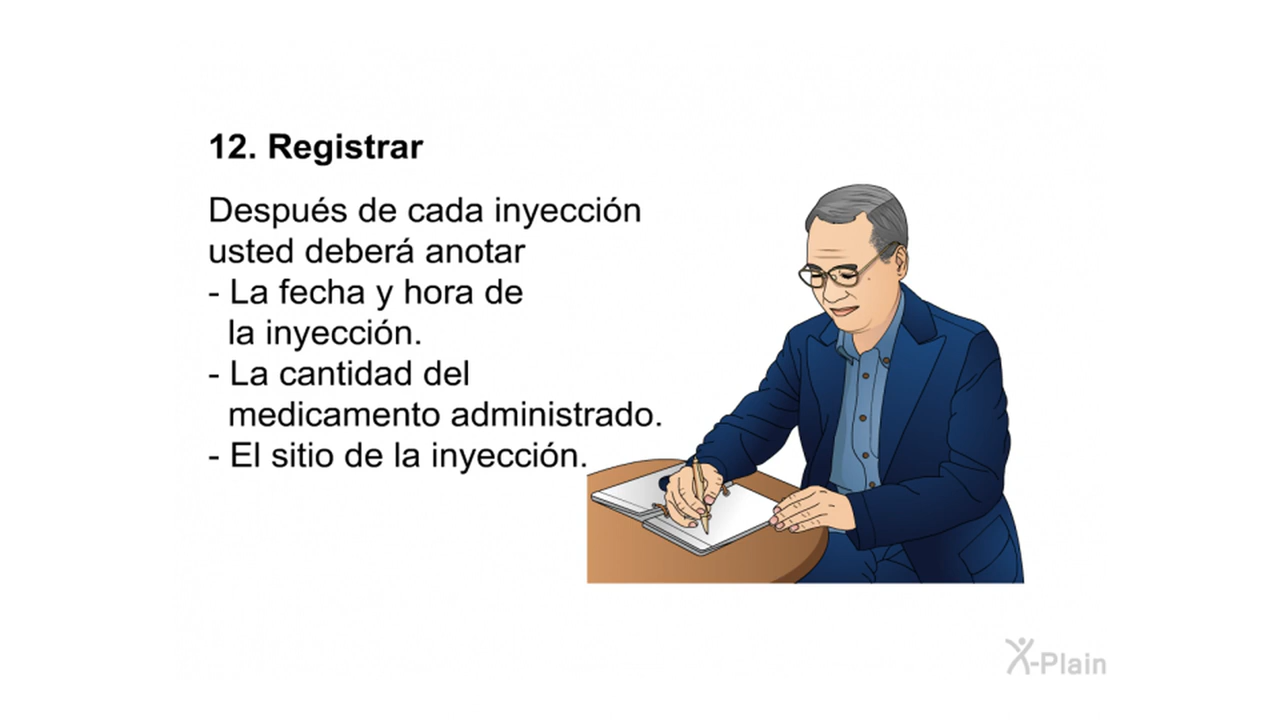 12. Registrar
Después de cada inyección
usted deberá anotar
- La fecha y hora de
la inyección.
- La cantidad del
medicamento administrado.
- El sitio de la inyección.
X-Plain